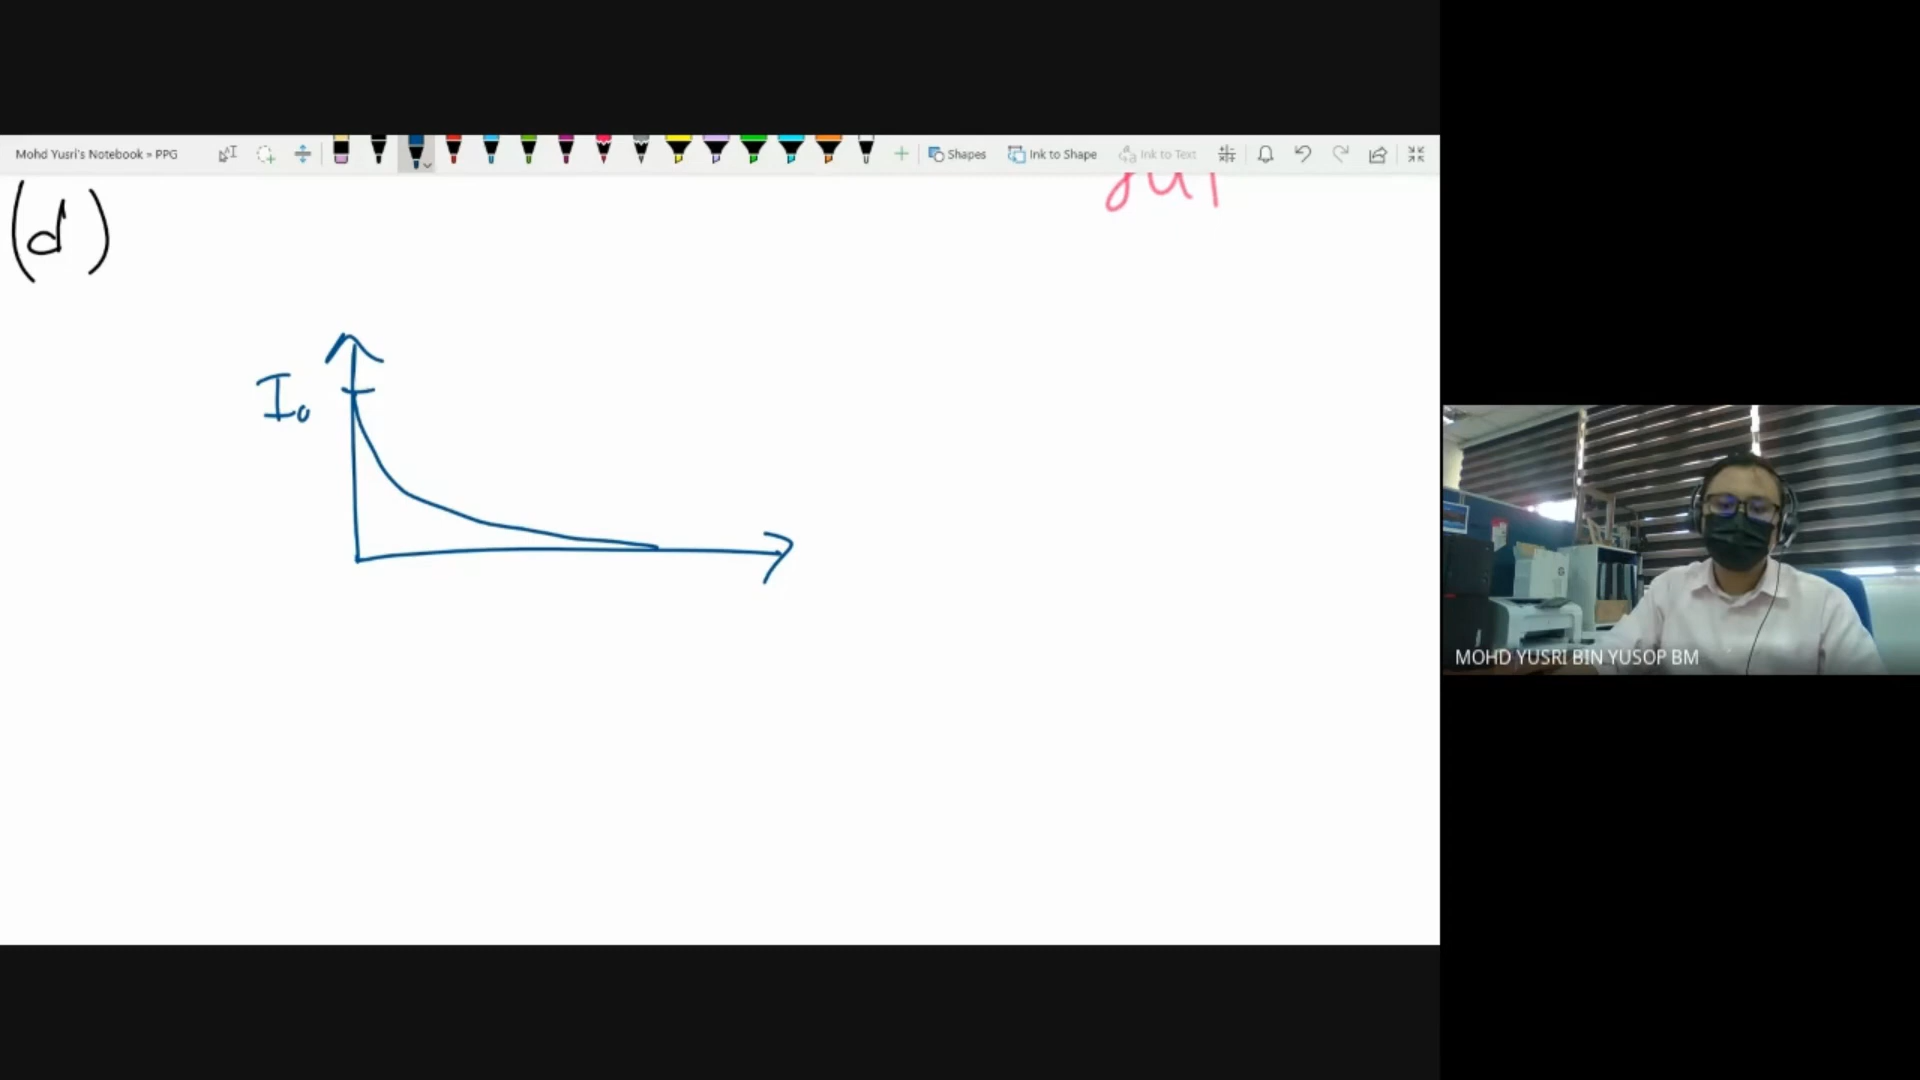 Mohd Yusri's Notebook » PPG
Shapes
Ink to Shape
Ink to Text
(d)
I₀
MOHD YUSRI BIN YUSOP BM